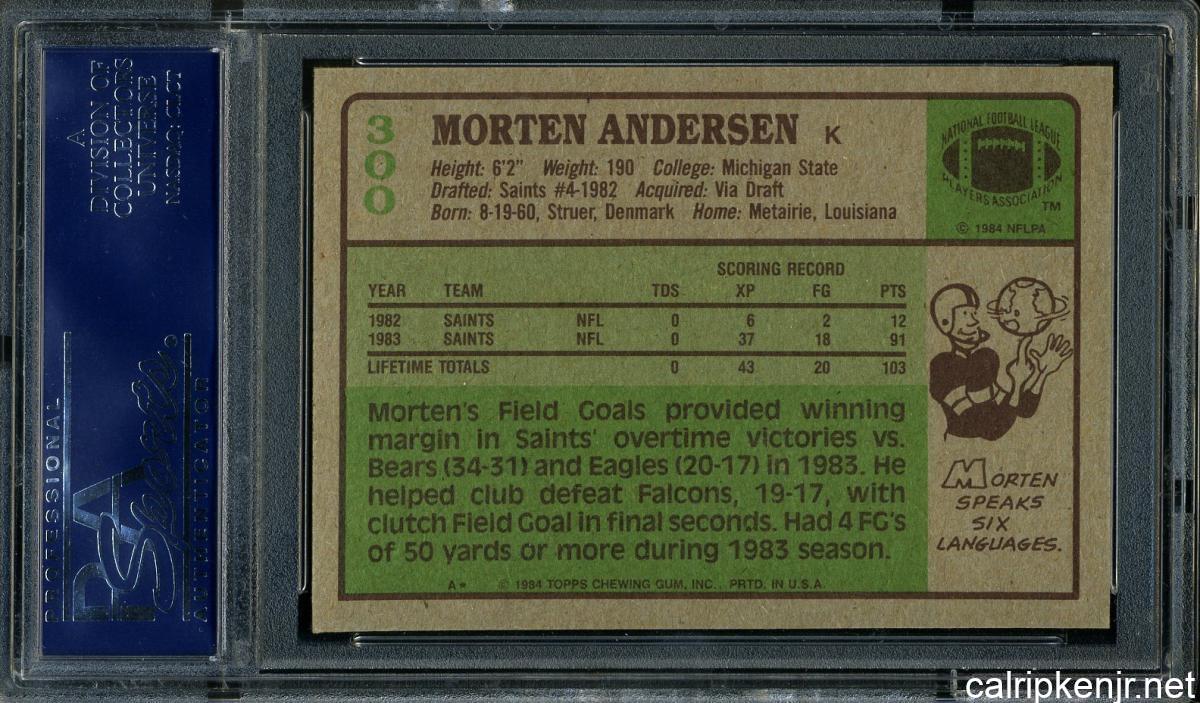 A
DIVISION OF
COLLECTORS
UNIVERSE
NASDAQ: CLCT
PROFESSIONAL
PSA
Sports
AUTHENTICATOR
300
MORTEN ANDERSEN K
Height: 6'2" Weight: 190 College: Michigan State
Drafted: Saints #4-1982 Acquired: Via Draft
Born: 8-19-60, Struer, Denmark Home: Metairie, Louisiana
NATIONAL FOOTBALL LEAGUE
PLAYERS ASSOCIATION
TM
© 1984 NFLPA
SCORING RECORD
YEAR TEAM TDS XP FG PTS
1982 SAINTS NFL 0 6 2 12
1983 SAINTS NFL 0 37 18 91
LIFETIME TOTALS 0 43 20 103
Morten's Field Goals provided winning
margin in Saints' overtime victories vs.
Bears (34-31) and Eagles (20-17) in 1983. He
helped club defeat Falcons, 19-17, with
clutch Field Goal in final seconds. Had 4 FG's
of 50 yards or more during 1983 season.
A* © 1984 TOPPS CHEWING GUM, INC. PRTD. IN U.S.A.
MORTEN
SPEAKS
SIX
LANGUAGES.
calripkenjr.net